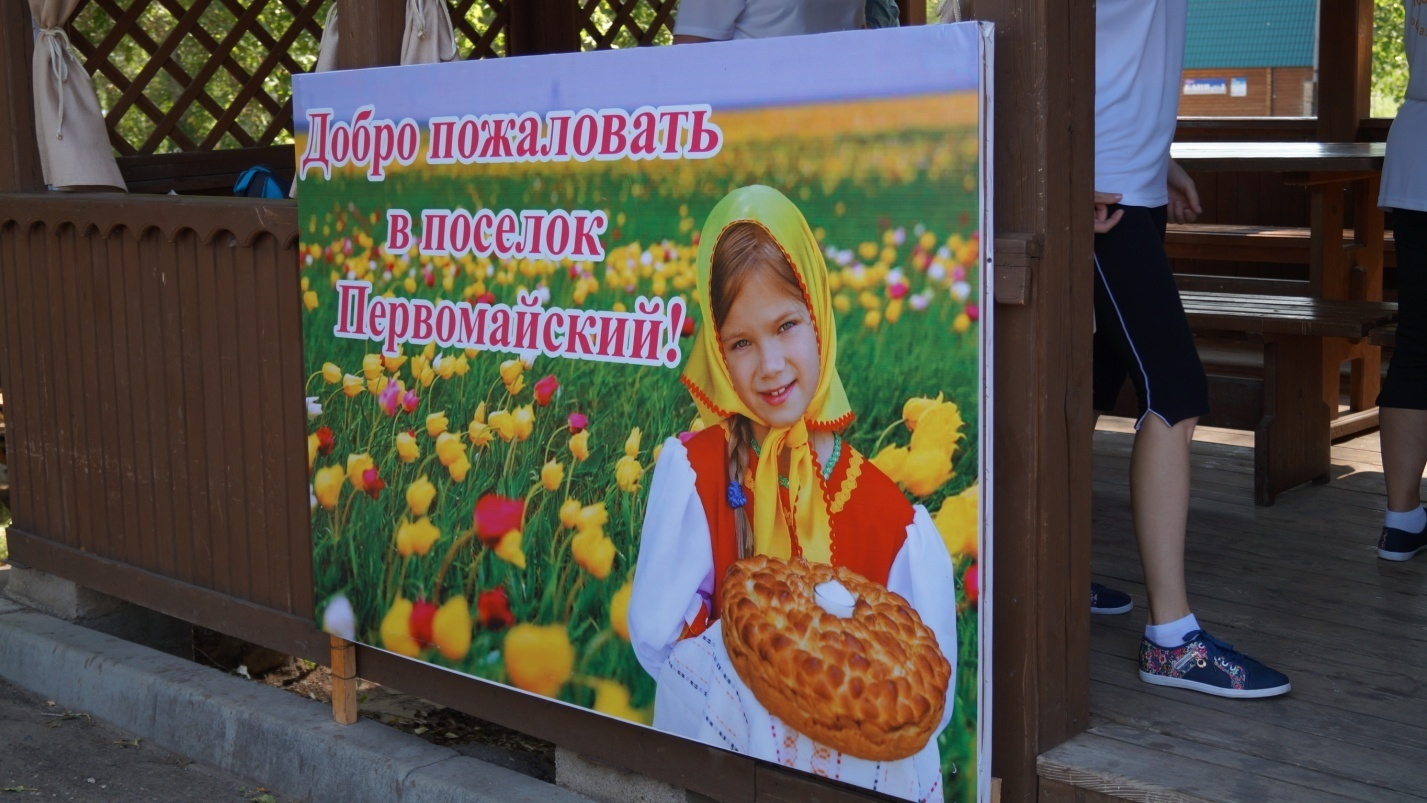 Добро пожаловать
в поселок
Первомайский!